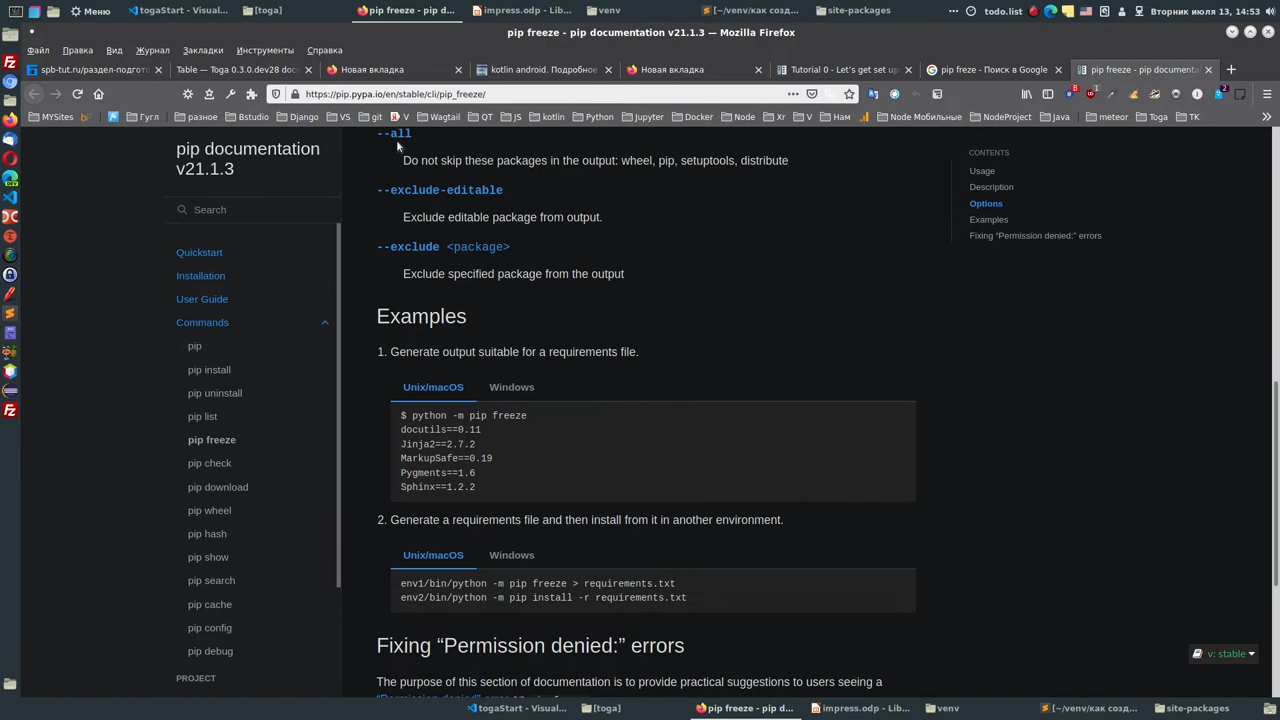 Меню
togaStart - Visual...
[toga]
pip freeze - pip d...
impress.odp - Lib...
venv
[~/venv/как созд...
site-packages
todo.list
Вторник июля 13, 14:53
pip freeze - pip documentation v21.1.3 — Mozilla Firefox
Файл Правка Вид Журнал Закладки Инструменты Справка
spb-tut.ru/раздел-подгото
Table — Toga 0.3.0.dev28 doc
Новая вкладка
kotlin android. Подробное
Новая вкладка
Tutorial 0 - Let's get set up
pip freze - Поиск в Google
pip freeze - pip documenta
https://pip.pypa.io/en/stable/cli/pip_freeze/
MYSites Гугл разное Bstudio Django VS git V Wagtail QT JS kotlin Python Jupyter Docker Node Xr V Нам Node Мобильные NodeProject Java meteor Toga TK
pip documentation
v21.1.3
Search
Quickstart
Installation
User Guide
Commands
pip
pip install
pip uninstall
pip list
pip freeze
pip check
pip download
pip wheel
pip hash
pip show
pip search
pip cache
pip config
pip debug
PROJECT
--all
Do not skip these packages in the output: wheel, pip, setuptools, distribute
--exclude-editable
Exclude editable package from output.
--exclude <package>
Exclude specified package from the output
Examples
1. Generate output suitable for a requirements file.
Unix/macOS Windows
$ python -m pip freeze
docutils==0.11
Jinja2==2.7.2
MarkupSafe==0.19
Pygments==1.6
Sphinx==1.2.2
2. Generate a requirements file and then install from it in another environment.
Unix/macOS Windows
env1/bin/python -m pip freeze > requirements.txt
env2/bin/python -m pip install -r requirements.txt
Fixing “Permission denied:” errors
The purpose of this section of documentation is to provide practical suggestions to users seeing a
CONTENTS
Usage
Description
Options
Examples
Fixing “Permission denied:” errors
v: stable
togaStart - Visual...
[toga]
pip freeze - pip d...
impress.odp - Lib...
venv
[~/venv/как созд...
site-packages